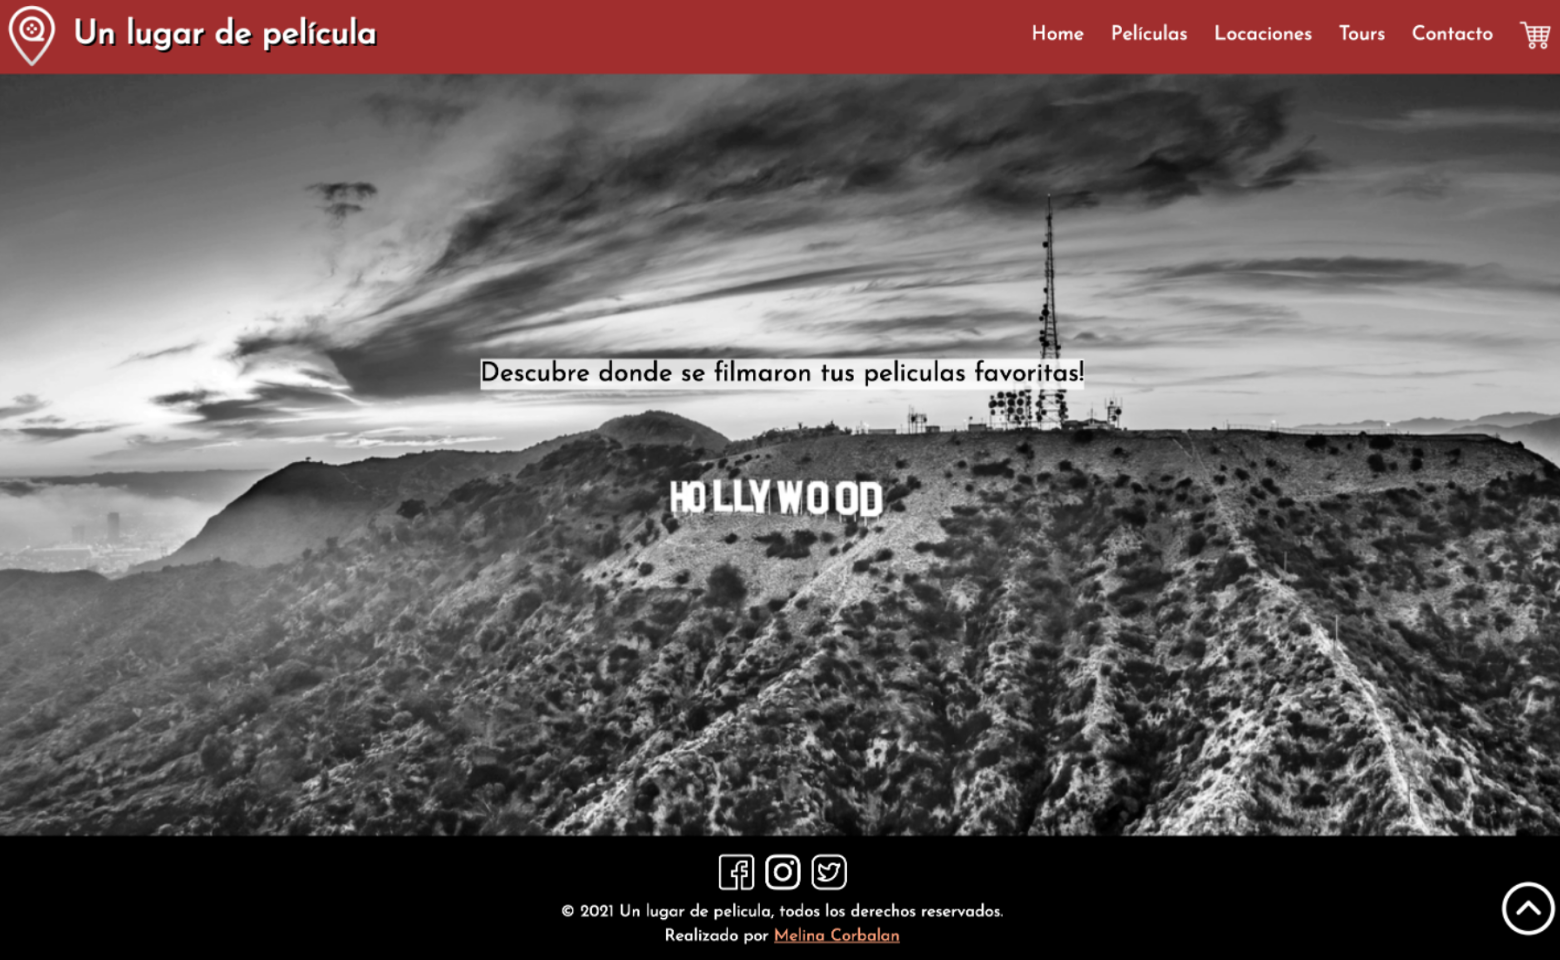 Un lugar de película
Home Películas Locaciones Tours Contacto
Descubre donde se filmaron tus peliculas favoritas!
HOLLYWOOD
© 2021 Un lugar de pelicula, todos los derechos reservados.
Realizado por Melina Corbalan